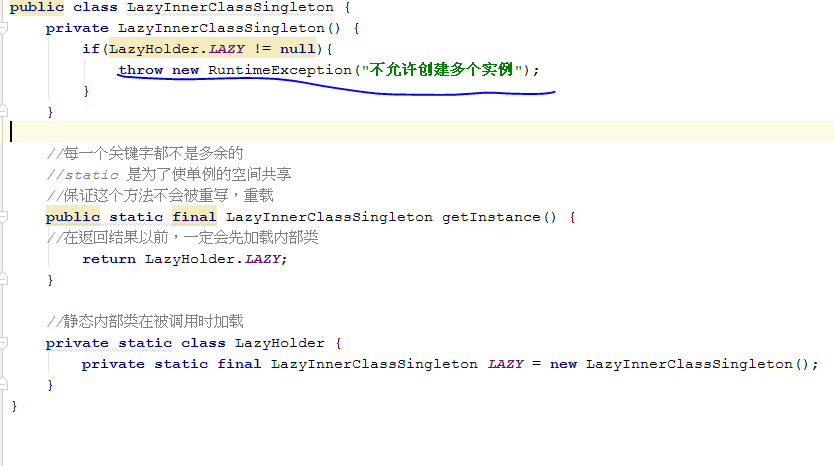 public class LazyInnerClassSingleton {
private LazyInnerClassSingleton() {
if(LazyHolder.LAZY != null){
throw new RuntimeException("不允许创建多个实例");
}
}
//每一个关键字都不是多余的
//static 是为了使单例的空间共享
//保证这个方法不会被重写,重载
public static final LazyInnerClassSingleton getInstance() {
//在返回结果以前,一定会先加载内部类
return LazyHolder.LAZY;
}
//静态内部类在被调用时加载
private static class LazyHolder {
private static final LazyInnerClassSingleton LAZY = new LazyInnerClassSingleton();
}
}